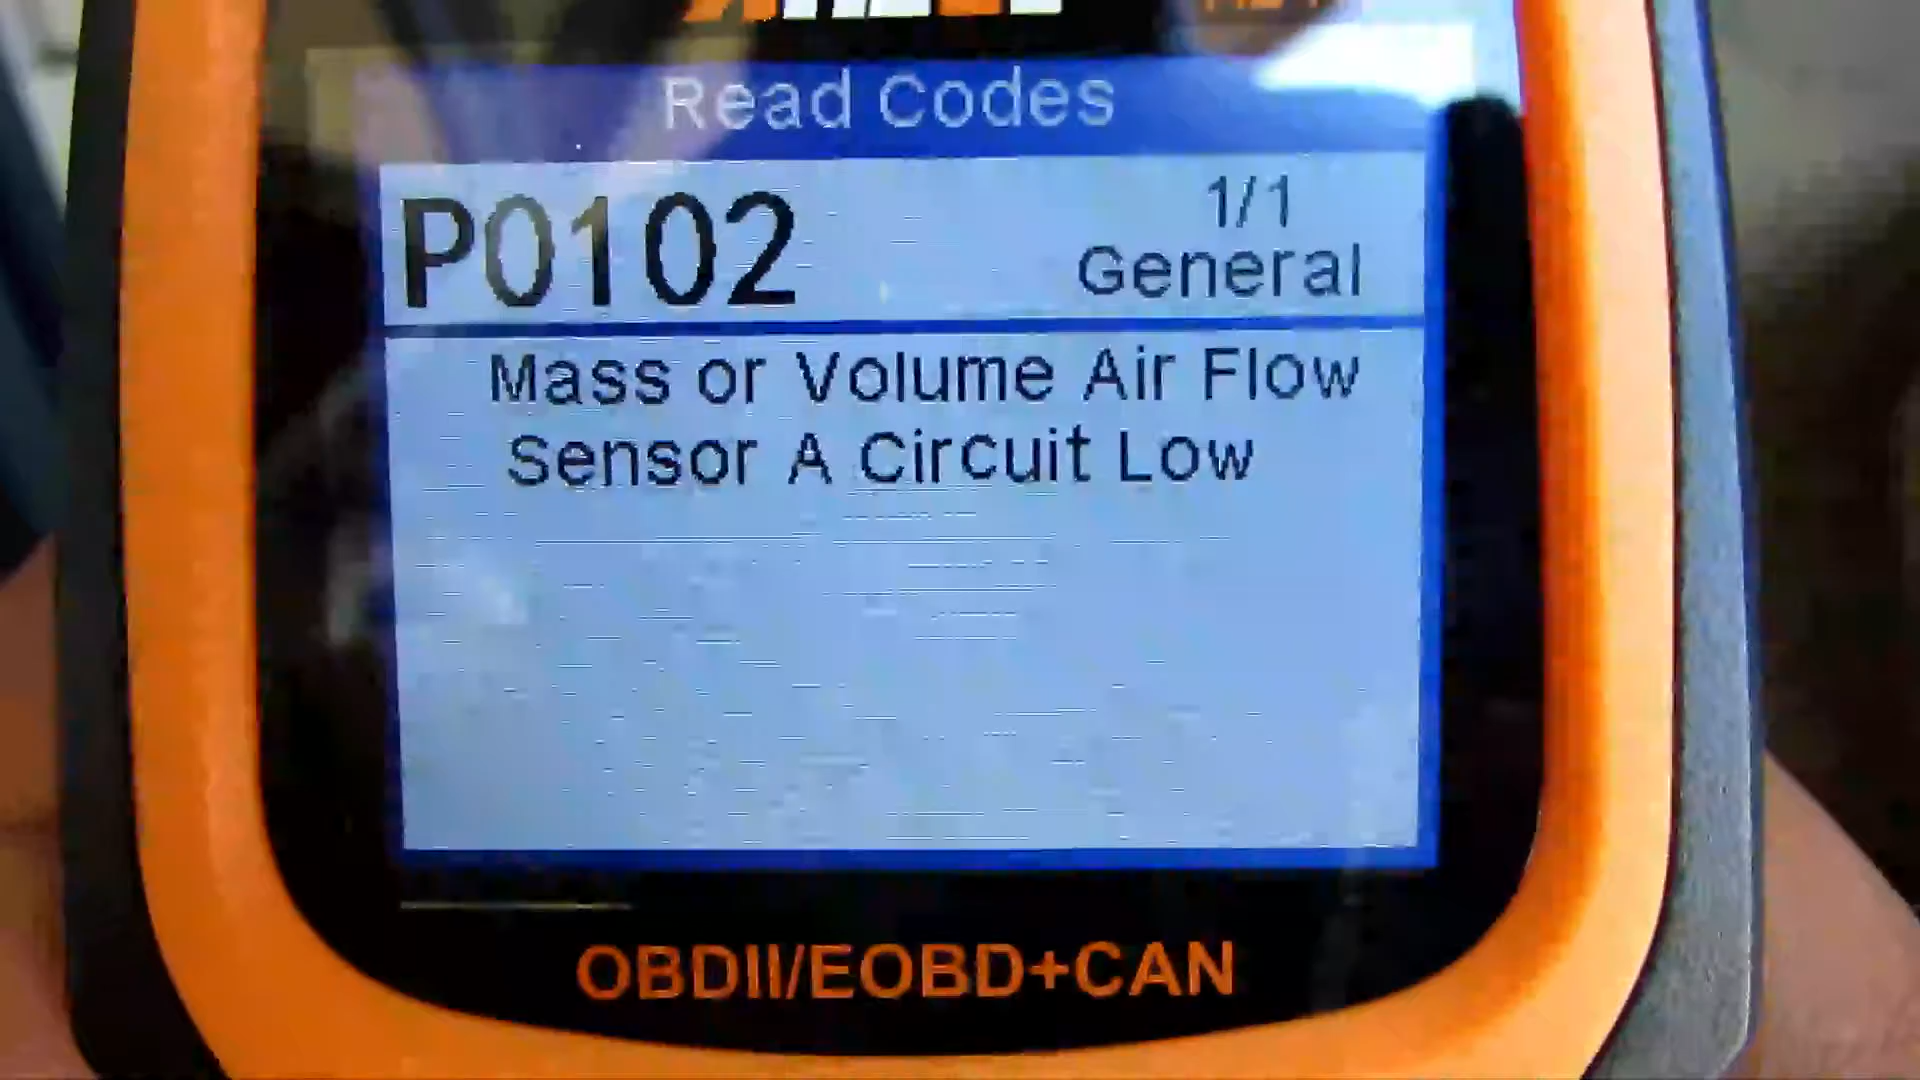 Read Codes
P0102
1/1
General
Mass or Volume Air Flow
Sensor A Circuit Low
OBDII/EOBD+CAN